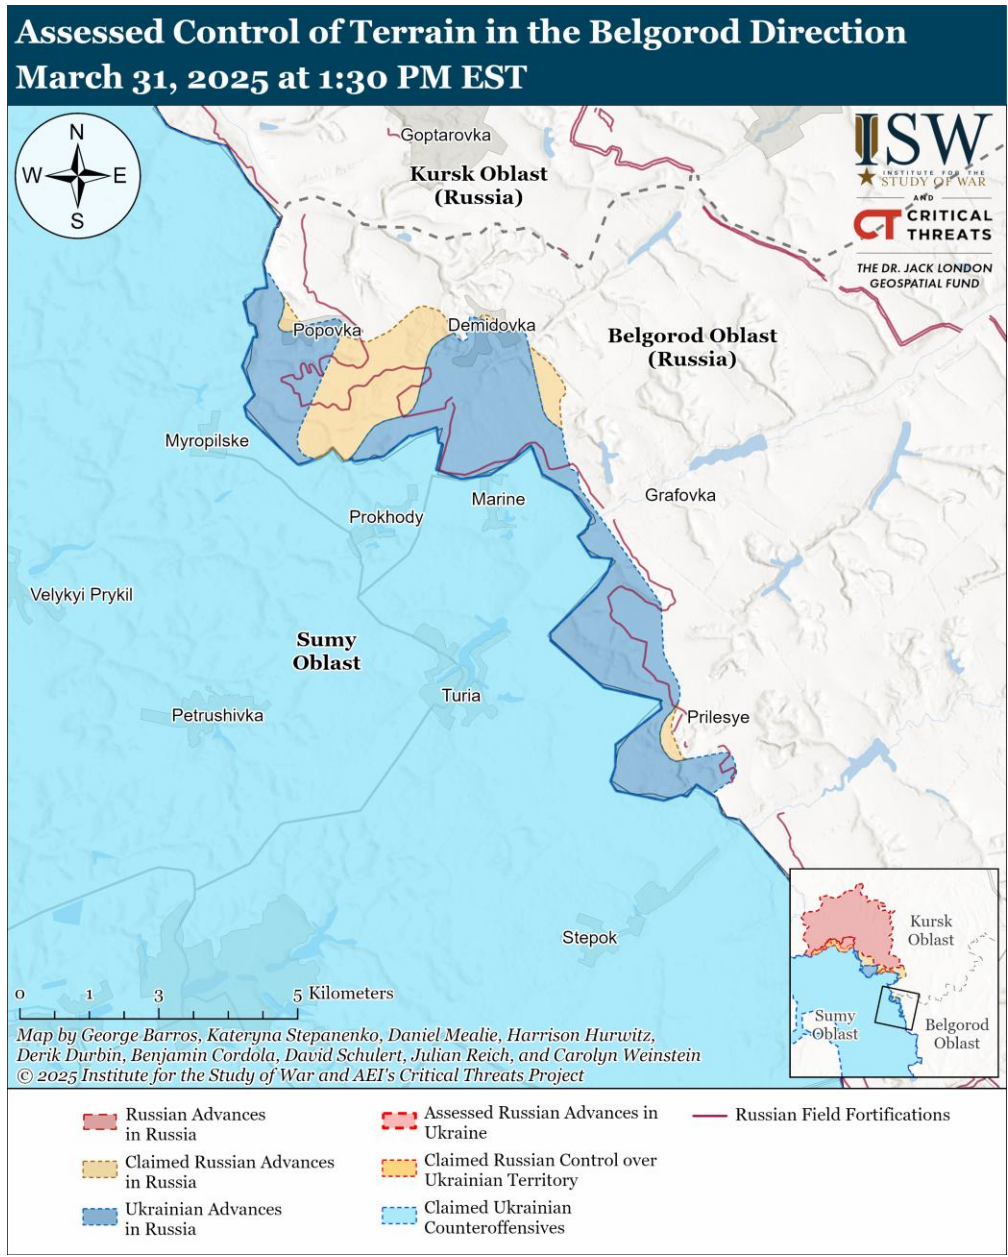 Assessed Control of Terrain in the Belgorod Direction
March 31, 2025 at 1:30 PM EST
N
W E
S
Goptarovka
Kursk Oblast
(Russia)
ISW
INSTITUTE FOR THE
STUDY OF WAR
AND
CT CRITICAL
THREATS
THE DR. JACK LONDON
GEOSPATIAL FUND
Popovka
Demidovka
Belgorod Oblast
(Russia)
Myropilske
Marine
Grafovka
Prokhody
Velykyi Prykil
Sumy
Oblast
Turia
Petrushivka
Prilesye
Stepok
Kursk
Oblast
Sumy
Oblast
Belgorod
Oblast
0 1 3 5 Kilometers
Map by George Barros, Kateryna Stepanenko, Daniel Mealie, Harrison Hurwitz,
Derik Durbin, Benjamin Cordola, David Schulert, Julian Reich, and Carolyn Weinstein
© 2025 Institute for the Study of War and AEI's Critical Threats Project
Russian Advances
in Russia
Claimed Russian Advances
in Russia
Ukrainian Advances
in Russia
Assessed Russian Advances in
Ukraine
Claimed Russian Control over
Ukrainian Territory
Claimed Ukrainian
Counteroffensives
Russian Field Fortifications